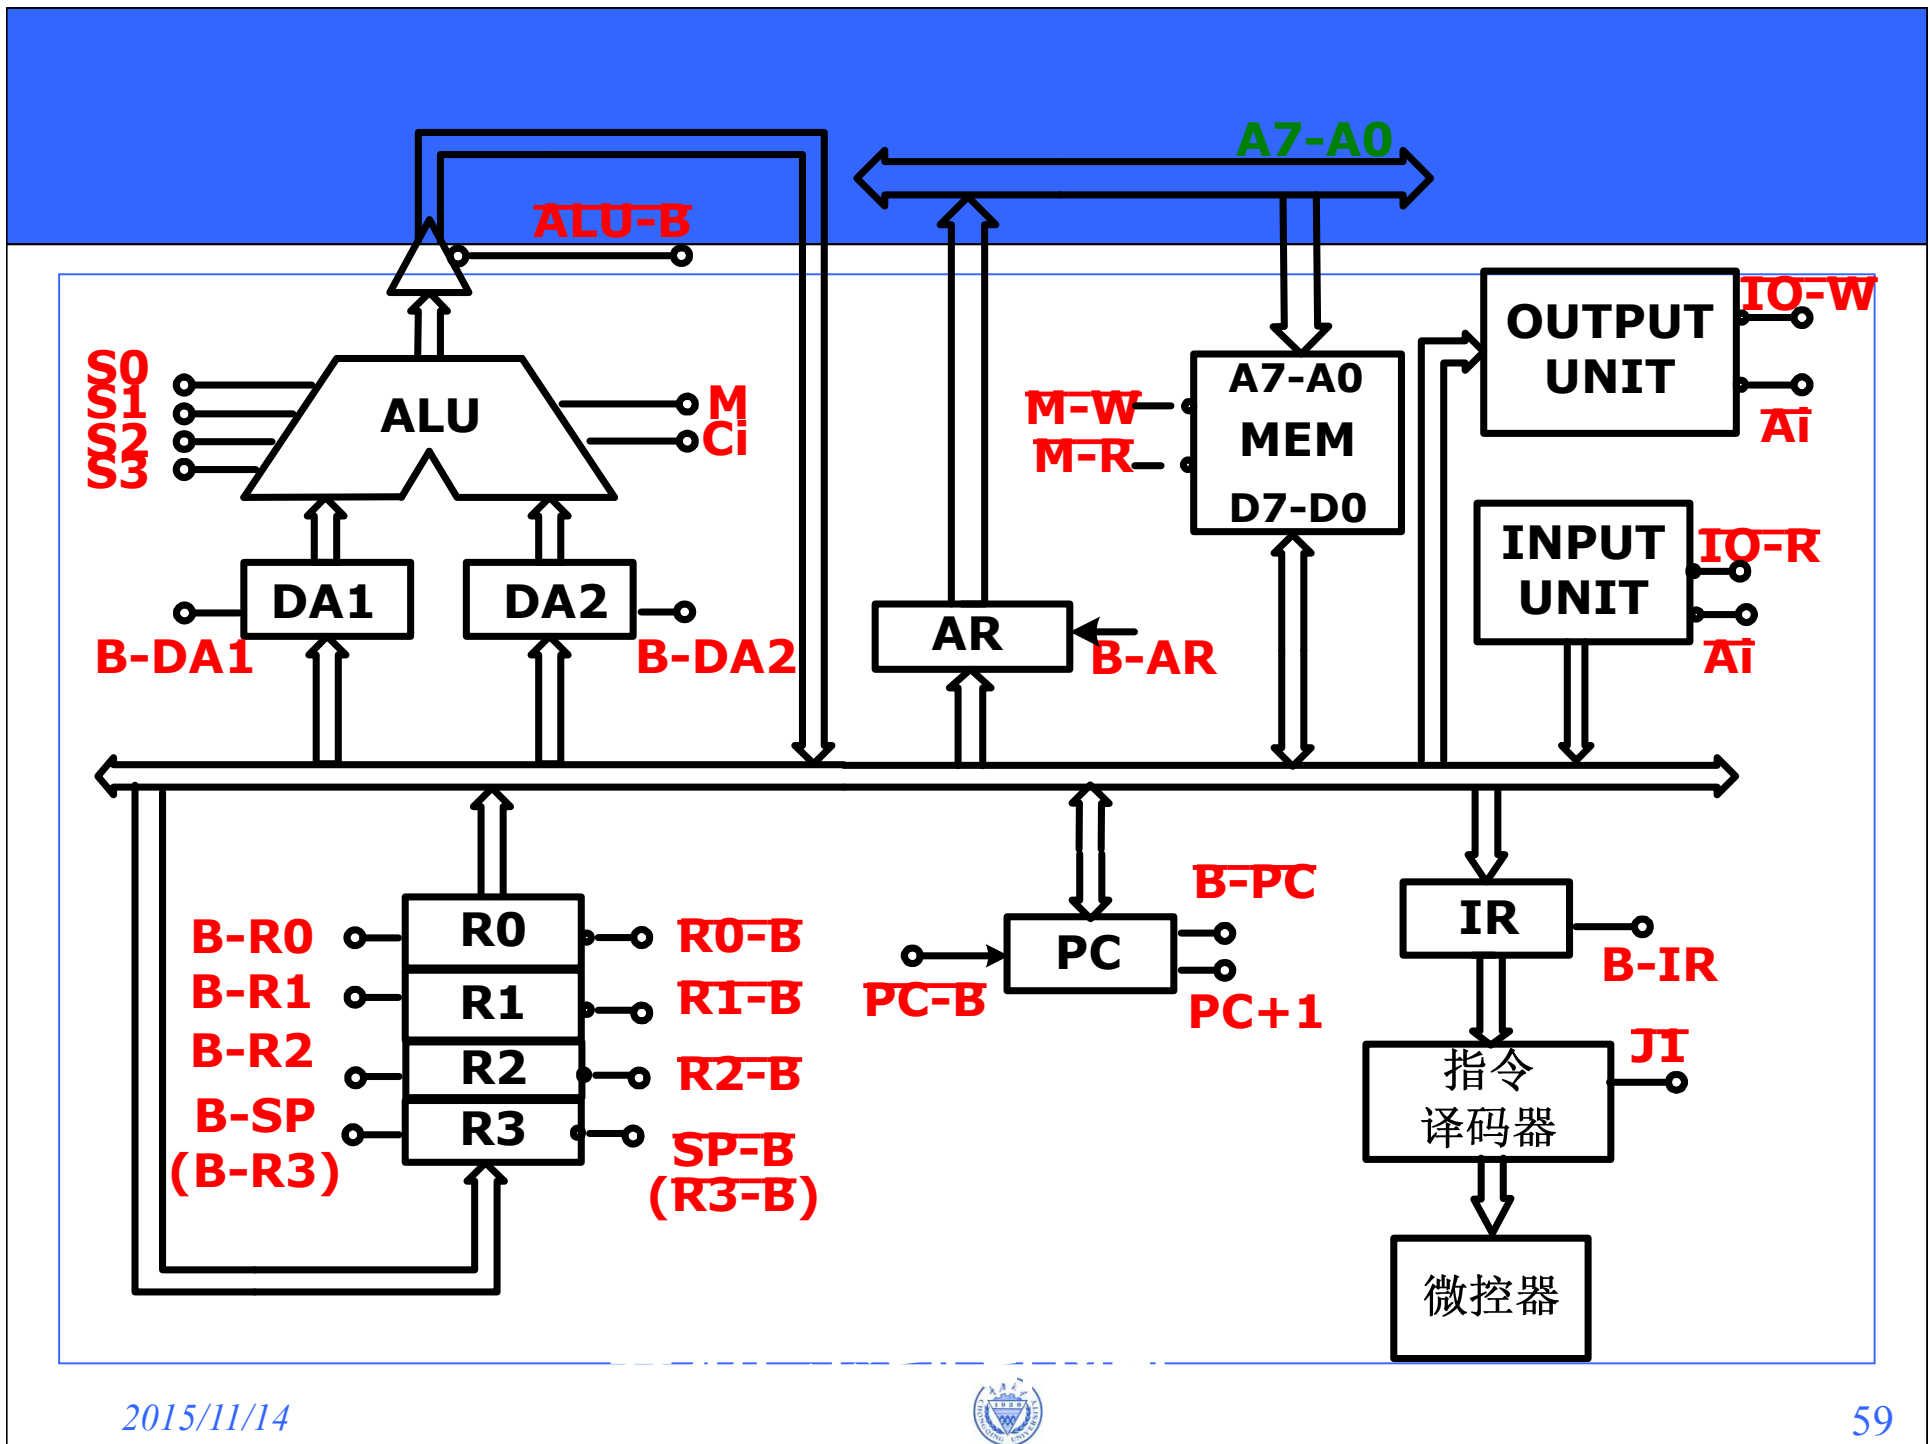 A7-A0
ALU-B
S0
S1
S2
S3
ALU
M
Ci
DA1
DA2
B-DA1
B-DA2
AR
B-AR
M-W
M-R
A7-A0
MEM
D7-D0
OUTPUT
UNIT
IO-W
Ai
INPUT
UNIT
IO-R
Ai
B-R0
B-R1
B-R2
B-SP
(B-R3)
R0
R1
R2
R3
R0-B
R1-B
R2-B
SP-B
(R3-B)
PC
PC-B
B-PC
PC+1
IR
B-IR
指令
译码器
JI
微控器
2015/11/14
1929
CHONGQING UNIVERSITY
59